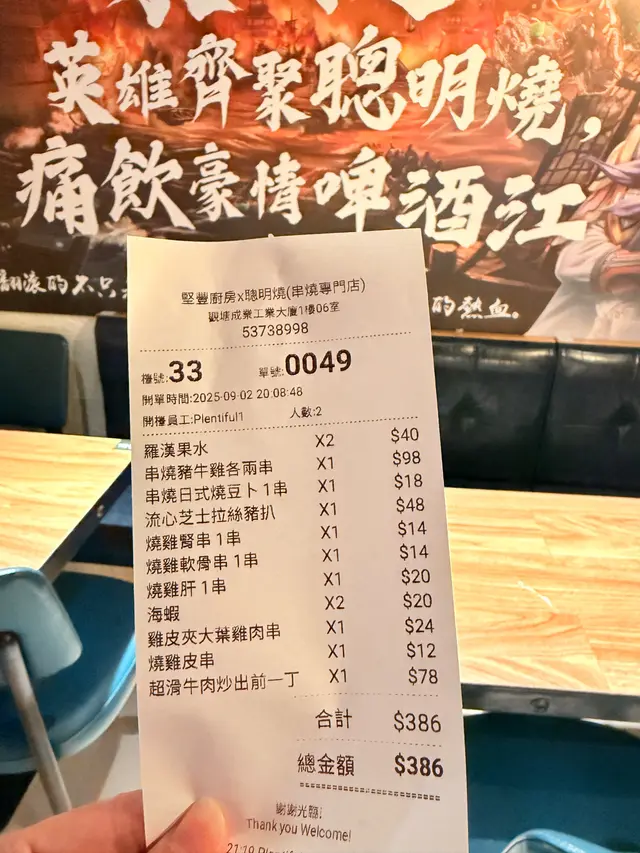 英雄齊聚聰明燒,
痛飲豪情啤酒江
翻滾的不只
的熱血。
堅豐廚房x聰明燒(串燒專門店)
觀塘成業工業大廈1樓06室
53738998
檯號:33 單號:0049
開單時間:2025-09-02 20:08:48
開檯員工:Plentiful1 人數:2
羅漢果水 X2 $40
串燒豬牛雞各兩串 X1 $98
串燒日式燒豆卜1串 X1 $18
流心芝士拉絲豬扒 X1 $48
燒雞腎串1串 X1 $14
燒雞軟骨串1串 X1 $14
燒雞肝1串 X1 $20
海蝦 X2 $20
雞皮夾大葉雞肉串 X1 $24
燒雞皮串 X1 $12
超滑牛肉炒出前一丁 X1 $78
合計 $386
總金額 $386
謝謝光臨!
Thank you Welcome!
21:19